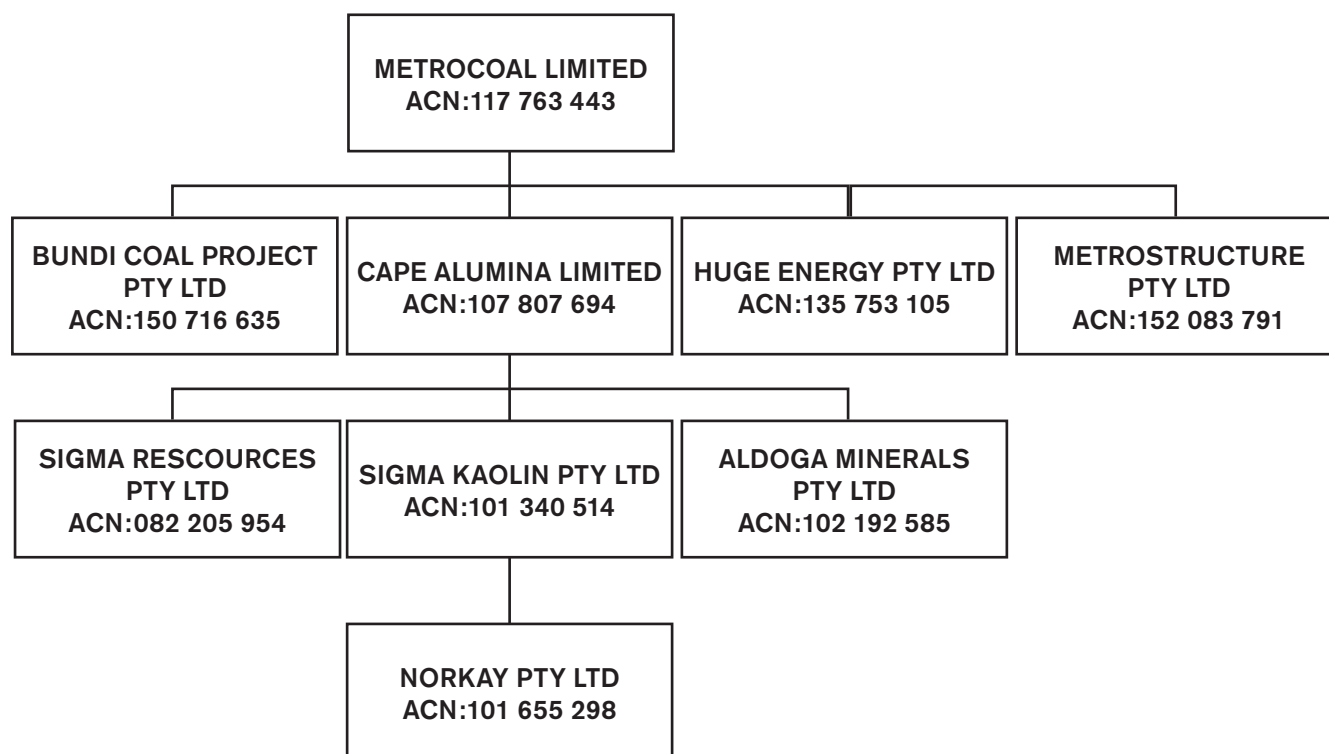 METROCOAL LIMITED
ACN:117 763 443
BUNDI COAL PROJECT
PTY LTD
ACN:150 716 635
CAPE ALUMINA LIMITED
ACN:107 807 694
HUGE ENERGY PTY LTD
ACN:135 753 105
METROSTRUCTURE
PTY LTD
ACN:152 083 791
SIGMA RESCOURCES
PTY LTD
ACN:082 205 954
SIGMA KAOLIN PTY LTD
ACN:101 340 514
ALDOGA MINERALS
PTY LTD
ACN:102 192 585
NORKAY PTY LTD
ACN:101 655 298